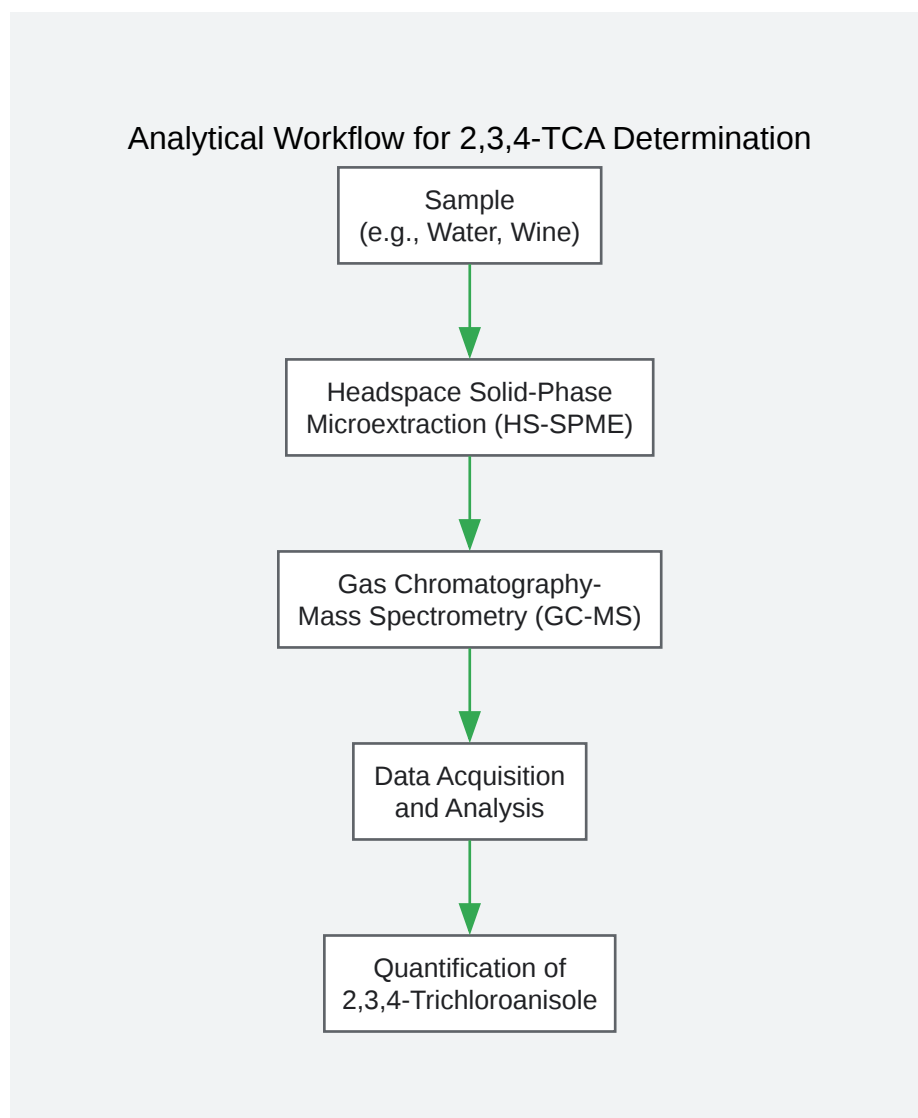 Analytical Workflow for 2,3,4-TCA Determination
Sample
(e.g., Water, Wine)
Headspace Solid-Phase
Microextraction (HS-SPME)
Gas Chromatography-
Mass Spectrometry (GC-MS)
Data Acquisition
and Analysis
Quantification of
2,3,4-Trichloroanisole